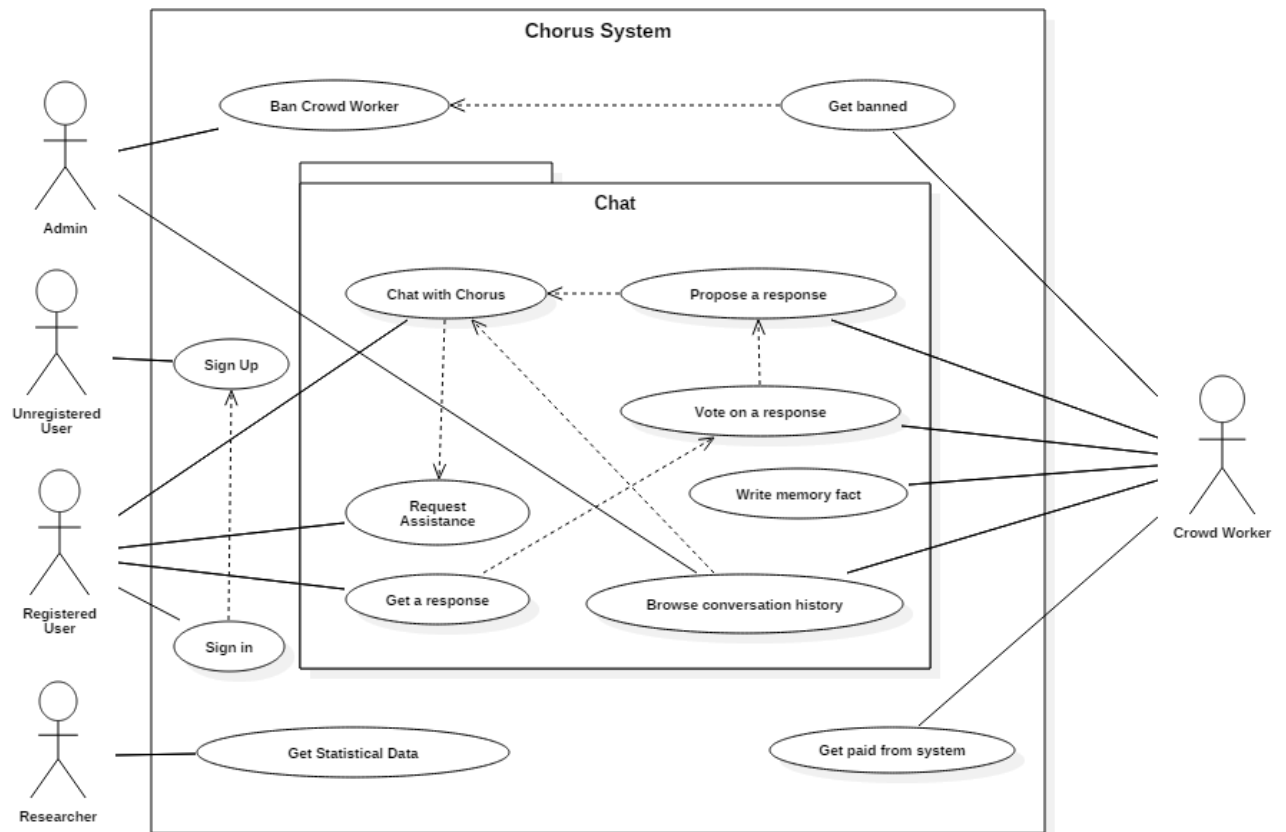 Chorus System
Ban Crowd Worker
Get banned
Admin
Chat
Chat with Chorus
Propose a response
Sign Up
Unregistered
User
Vote on a response
Request
Assistance
Write memory fact
Crowd Worker
Registered
User
Get a response
Browse conversation history
Sign in
Get Statistical Data
Get paid from system
Researcher